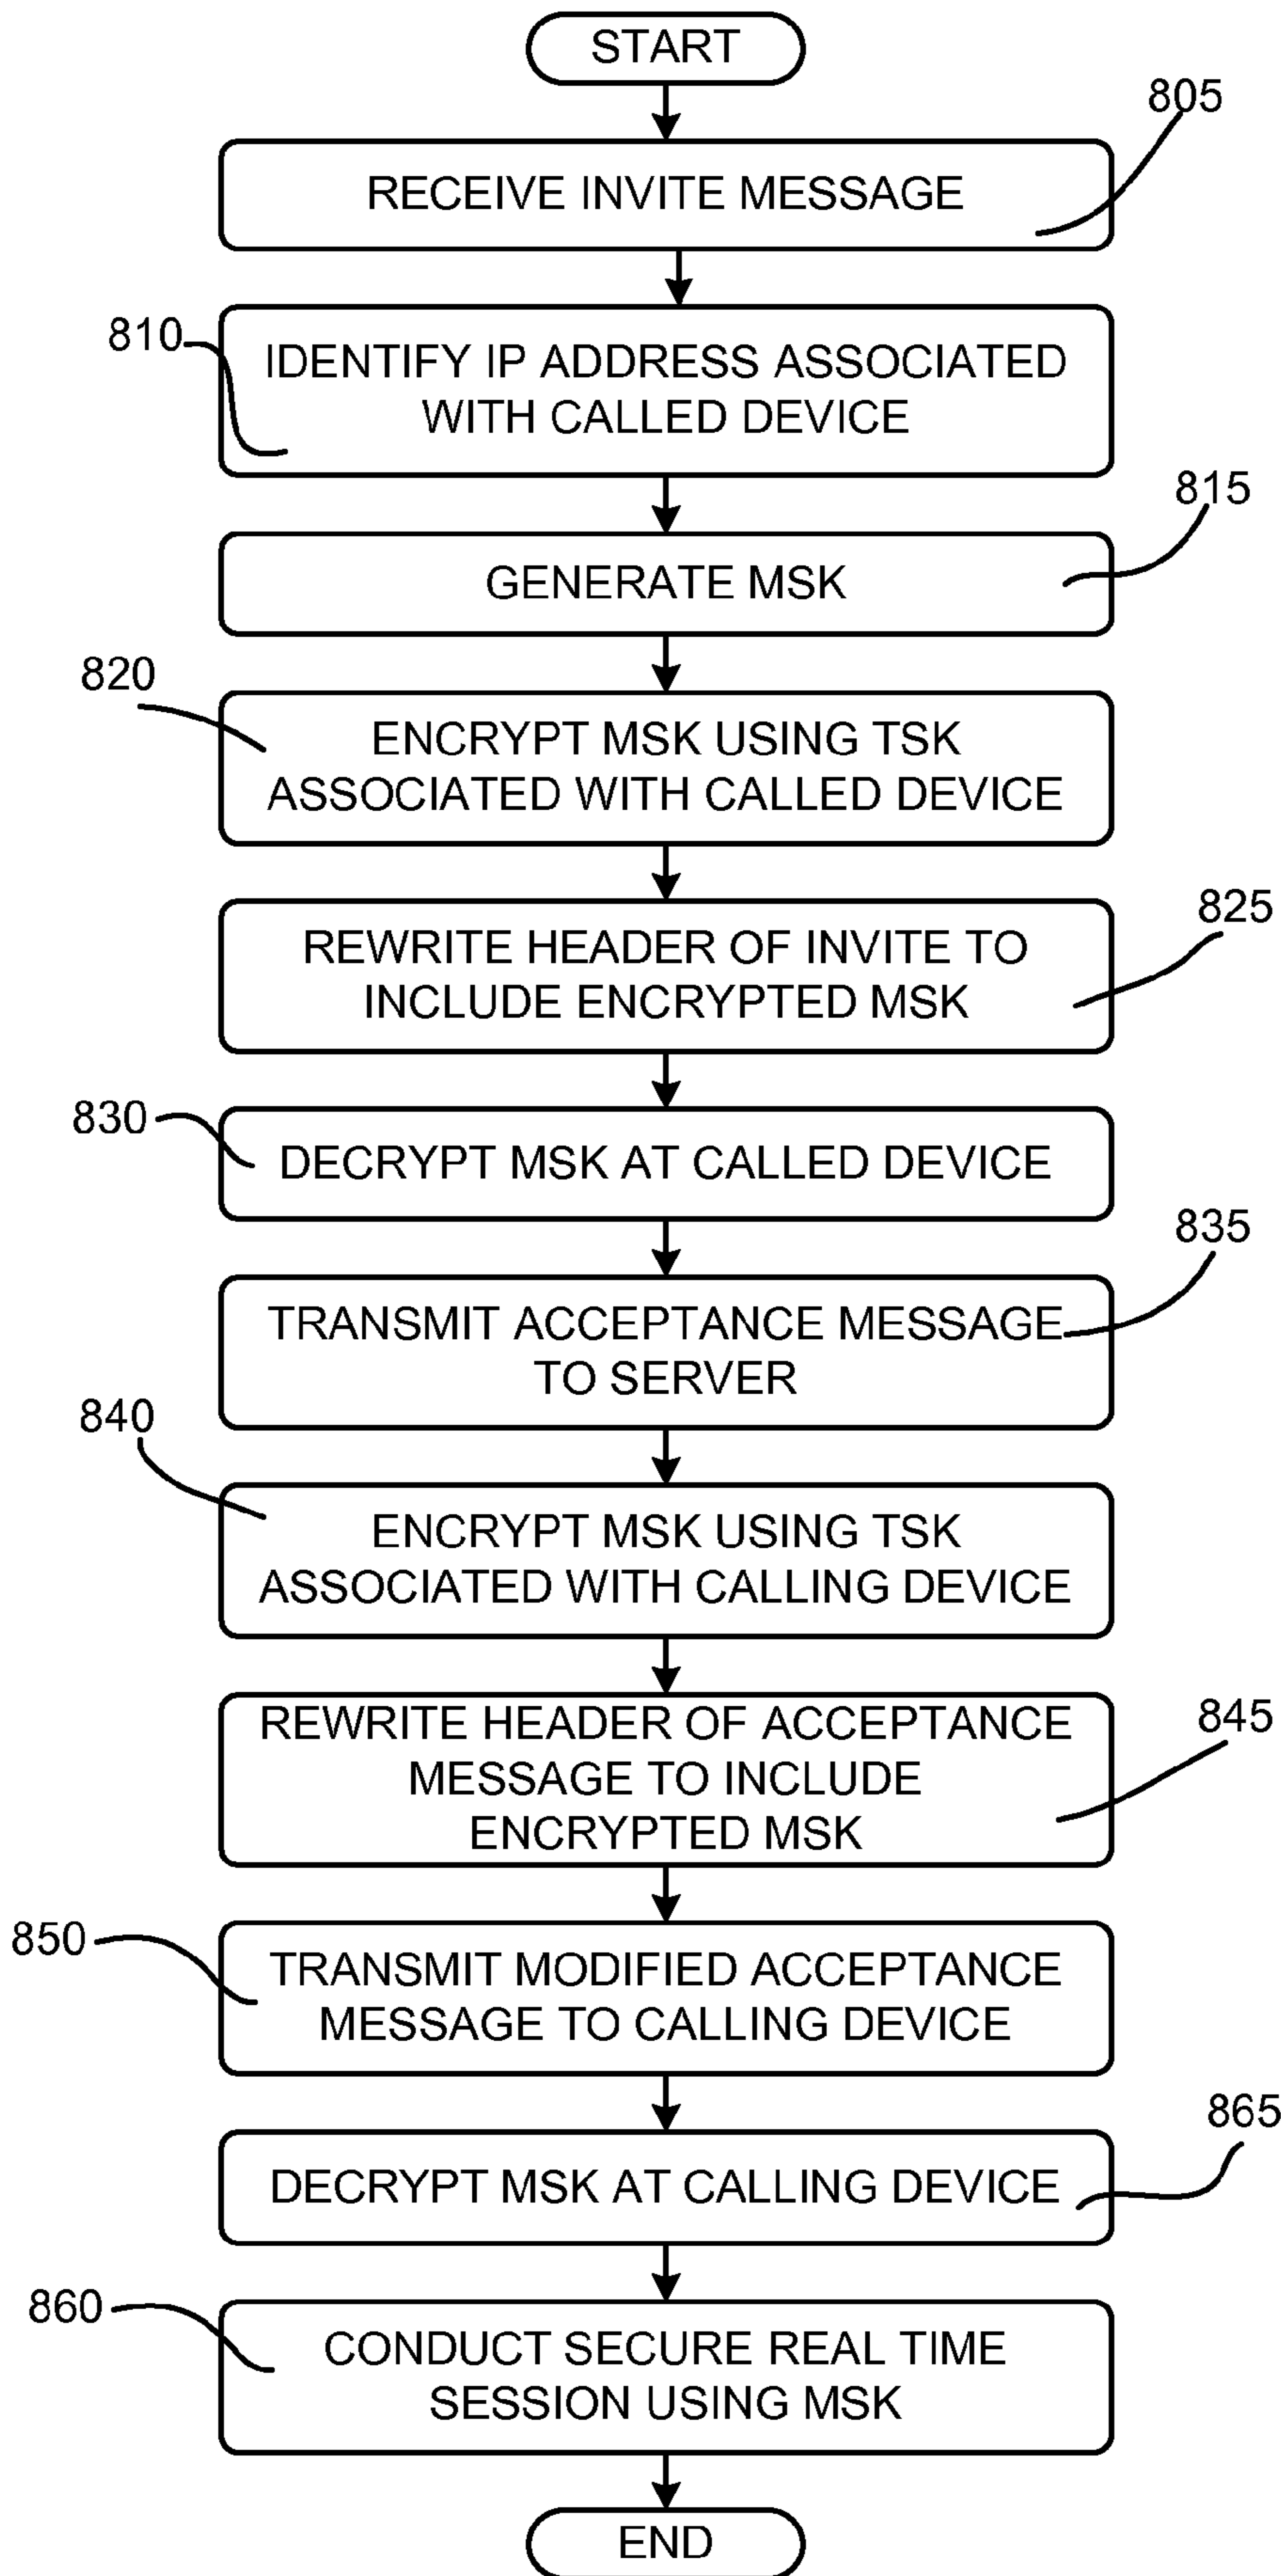 START
805
RECEIVE INVITE MESSAGE
810
IDENTIFY IP ADDRESS ASSOCIATED
WITH CALLED DEVICE
815
GENERATE MSK
820
ENCRYPT MSK USING TSK
ASSOCIATED WITH CALLED DEVICE
825
REWRITE HEADER OF INVITE TO
INCLUDE ENCRYPTED MSK
830
DECRYPT MSK AT CALLED DEVICE
835
TRANSMIT ACCEPTANCE MESSAGE
TO SERVER
840
ENCRYPT MSK USING TSK
ASSOCIATED WITH CALLING DEVICE
845
REWRITE HEADER OF ACCEPTANCE
MESSAGE TO INCLUDE
ENCRYPTED MSK
850
TRANSMIT MODIFIED ACCEPTANCE
MESSAGE TO CALLING DEVICE
865
DECRYPT MSK AT CALLING DEVICE
860
CONDUCT SECURE REAL TIME
SESSION USING MSK
END